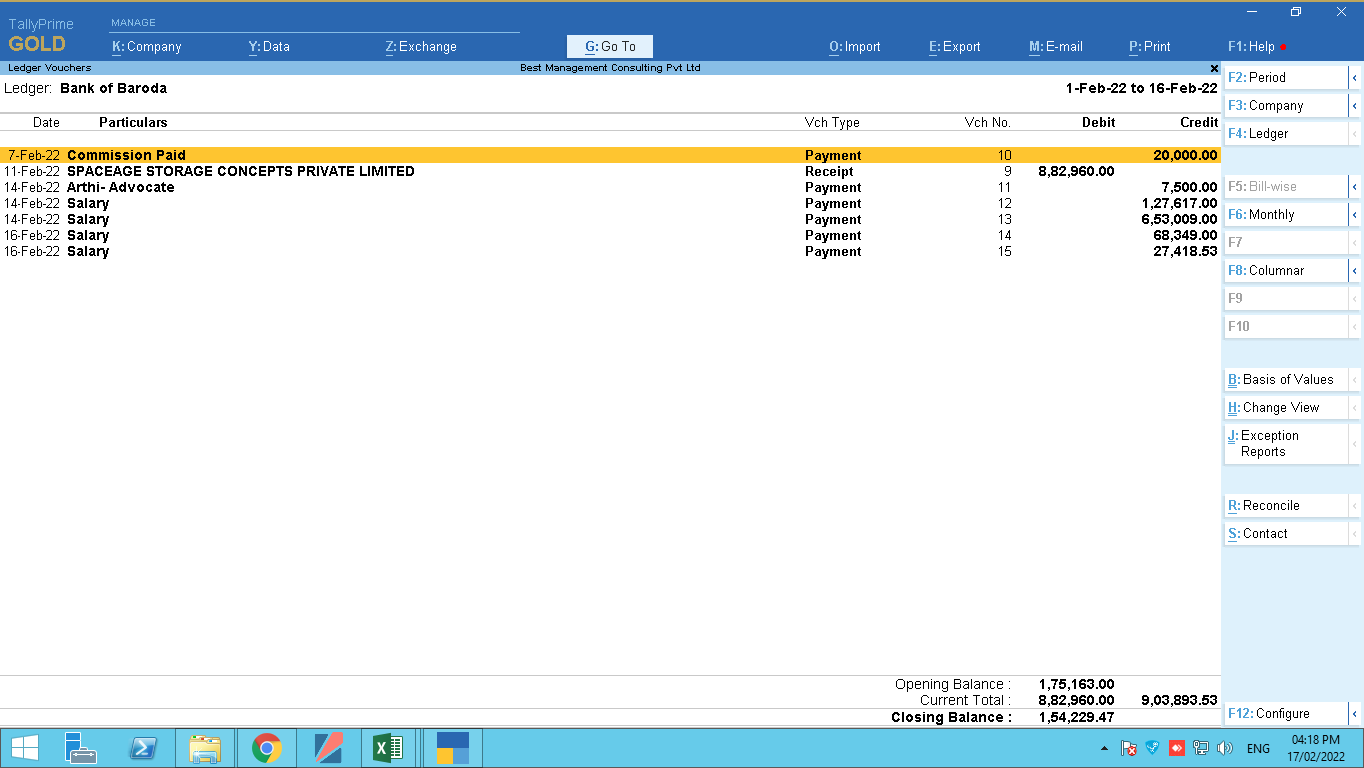 TallyPrime
GOLD
MANAGE
K: Company Y: Data Z: Exchange G: Go To O: Import E: Export M: E-mail P: Print F1: Help
Ledger Vouchers Best Management Consulting Pvt Ltd
Ledger: Bank of Baroda 1-Feb-22 to 16-Feb-22
Date Particulars Vch Type Vch No. Debit Credit
7-Feb-22 Commission Paid Payment 10 20,000.00
11-Feb-22 SPACEAGE STORAGE CONCEPTS PRIVATE LIMITED Receipt 9 8,82,960.00
14-Feb-22 Arthi- Advocate Payment 11 7,500.00
14-Feb-22 Salary Payment 12 1,27,617.00
14-Feb-22 Salary Payment 13 6,53,009.00
16-Feb-22 Salary Payment 14 68,349.00
16-Feb-22 Salary Payment 15 27,418.53
Opening Balance : 1,75,163.00
Current Total : 8,82,960.00 9,03,893.53
Closing Balance : 1,54,229.47
F2: Period
F3: Company
F4: Ledger
F5: Bill-wise
F6: Monthly
F7
F8: Columnar
F9
F10
B: Basis of Values
H: Change View
J: Exception
Reports
R: Reconcile
S: Contact
F12: Configure
ENG 04:18 PM
17/02/2022